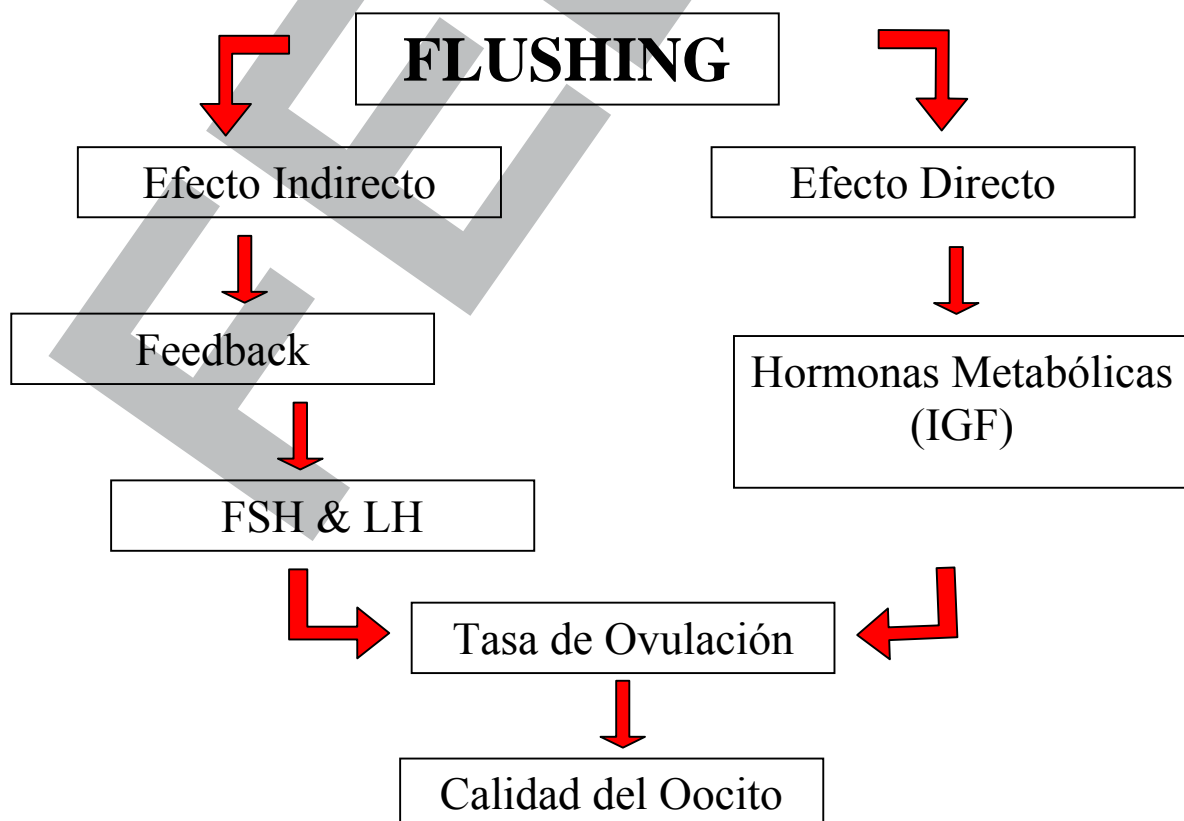 FLUSHING
Efecto Indirecto
Efecto Directo
Feedback
Hormonas Metabólicas
(IGF)
FSH & LH
Tasa de Ovulación
Calidad del Oocito